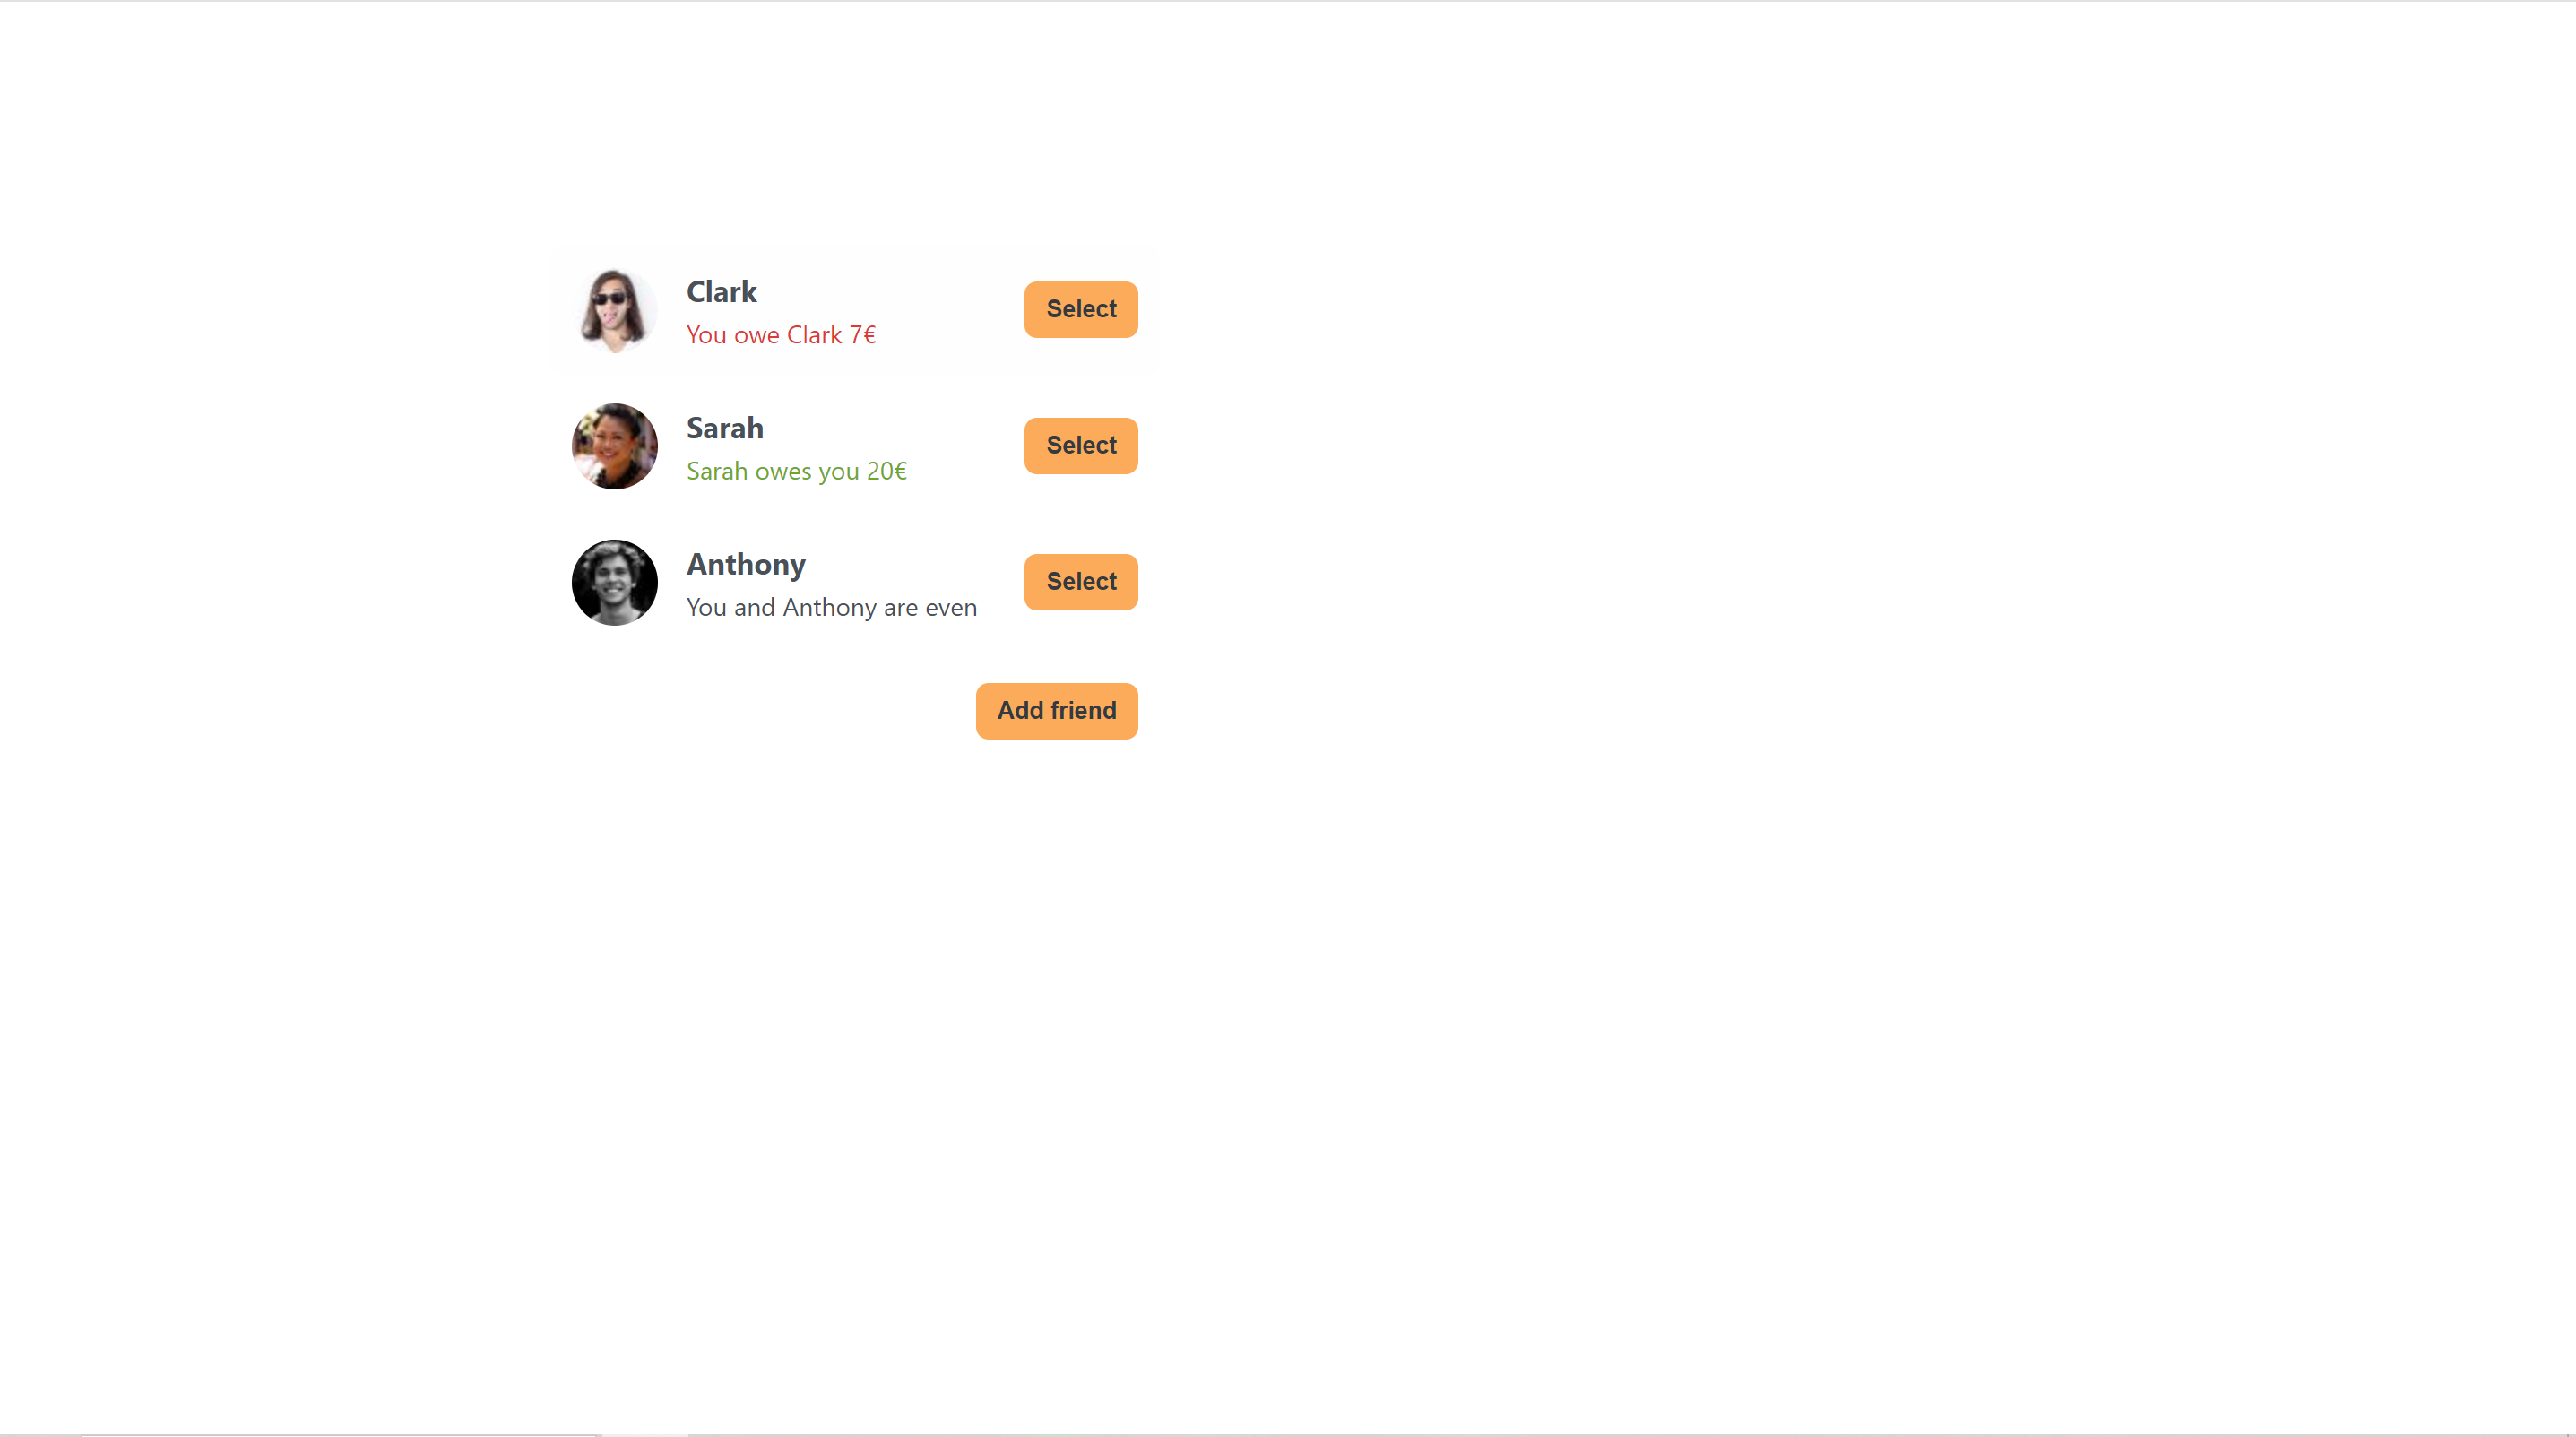 Clark
You owe Clark 7€
Select
Sarah
Sarah owes you 20€
Select
Anthony
You and Anthony are even
Select
Add friend